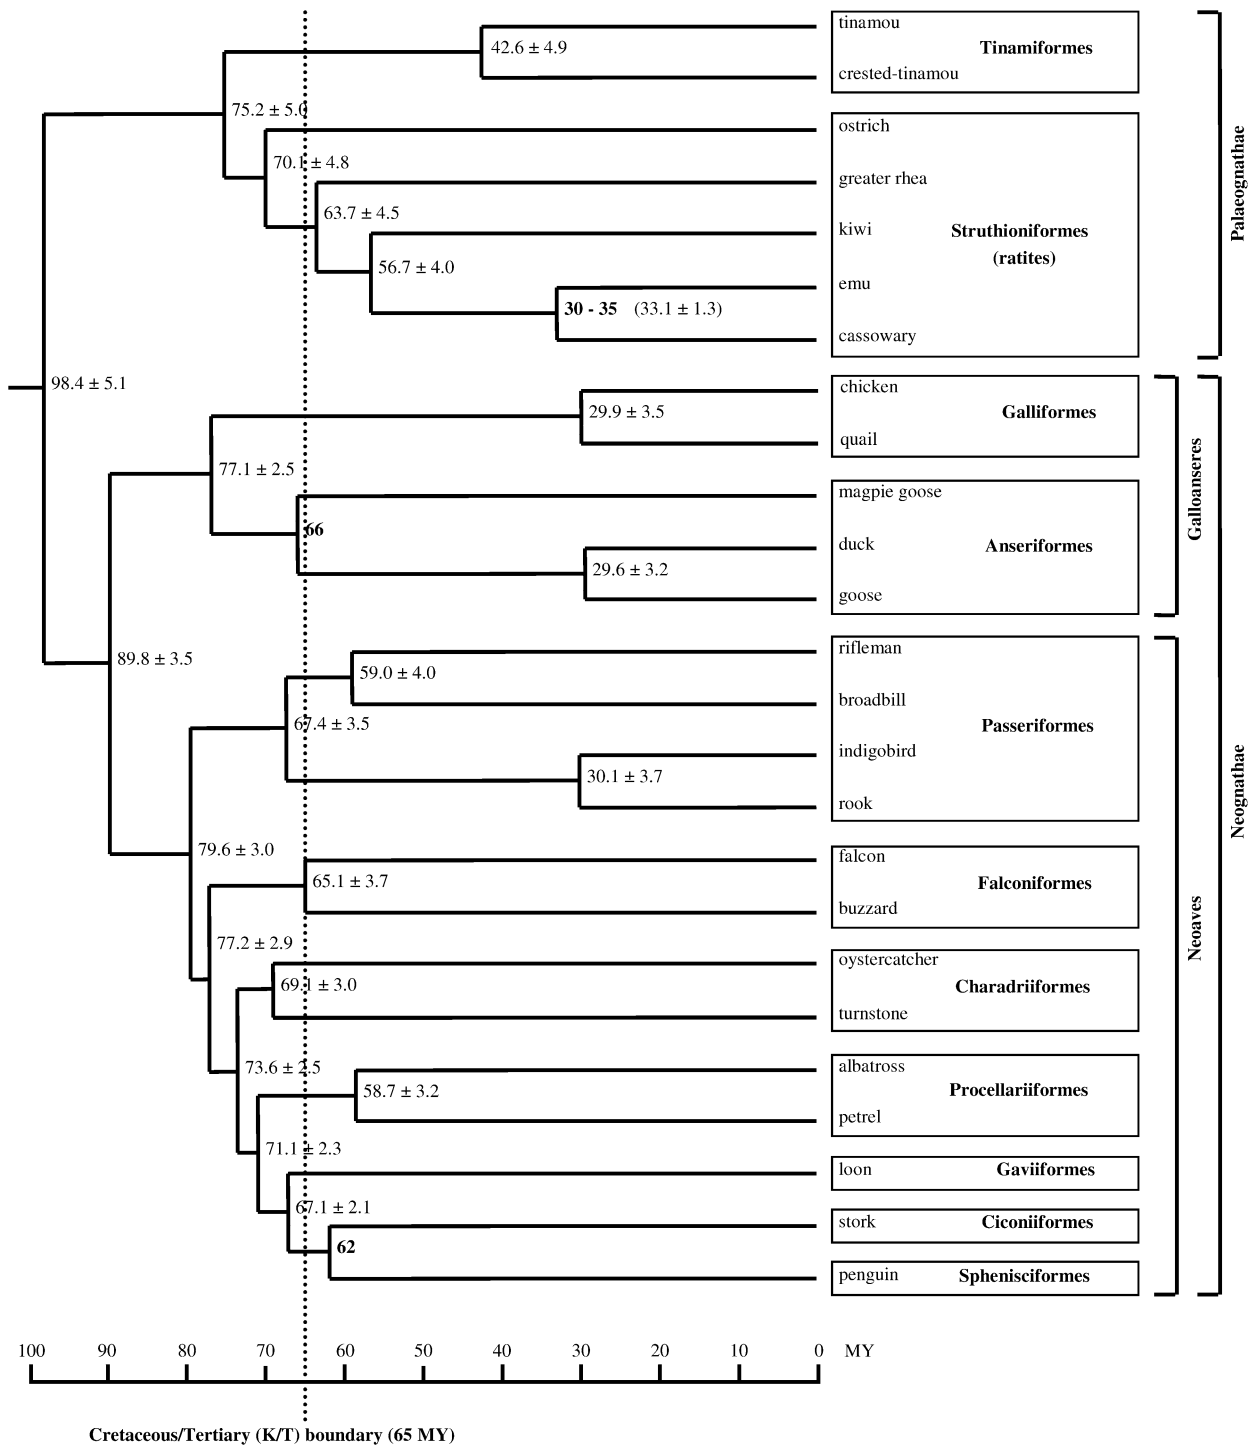 tinamou
42.6 ± 4.9
Tinamiformes
crested-tinamou
75.2 ± 5.0
ostrich
70.1 ± 4.8
greater rhea
63.7 ± 4.5
kiwi
Struthioniformes
(ratites)
56.7 ± 4.0
emu
30 - 35 (33.1 ± 1.3)
cassowary
Palaeognathae
98.4 ± 5.1
chicken
29.9 ± 3.5
Galliformes
quail
77.1 ± 2.5
magpie goose
66
duck
Anseriformes
29.6 ± 3.2
goose
Galloanseres
89.8 ± 3.5
rifleman
59.0 ± 4.0
broadbill
67.4 ± 3.5
Passeriformes
indigobird
30.1 ± 3.7
rook
Neognathae
79.6 ± 3.0
falcon
65.1 ± 3.7
Falconiformes
buzzard
77.2 ± 2.9
oystercatcher
69.1 ± 3.0
Charadriiformes
turnstone
Neoaves
73.6 ± 2.5
albatross
58.7 ± 3.2
Procellariiformes
petrel
71.1 ± 2.3
loon
Gaviiformes
67.1 ± 2.1
stork
Ciconiiformes
62
penguin
Sphenisciformes
100 90 80 70 60 50 40 30 20 10 0 MY
Cretaceous/Tertiary (K/T) boundary (65 MY)